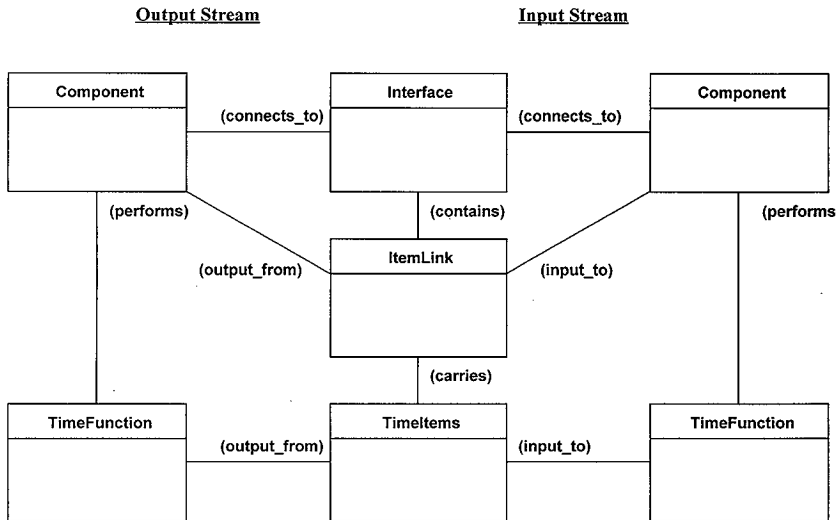 Output Stream
Input Stream
Component
Interface
Component
(connects_to)
(connects_to)
(performs)
(contains)
(performs
ItemLink
(output_from)
(input_to)
(carries)
TimeFunction
TimeItems
TimeFunction
(output_from)
(input_to)